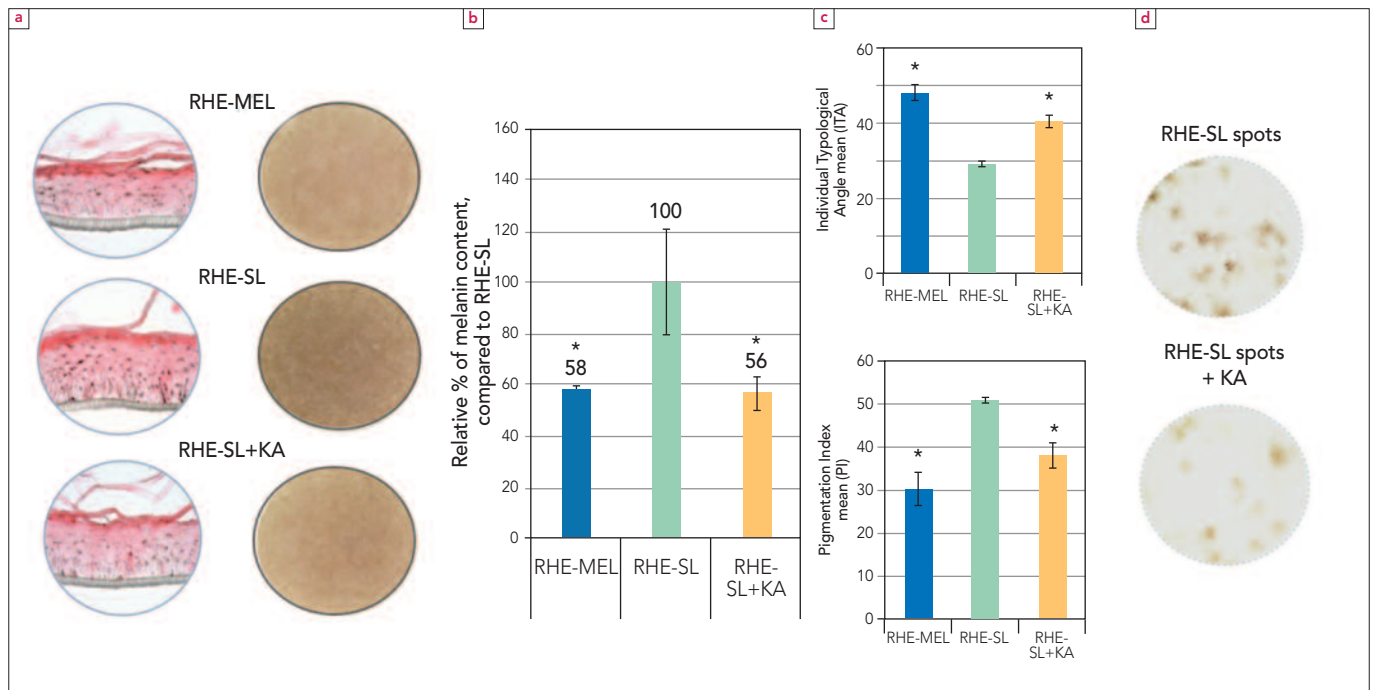 a
RHE-MEL
RHE-SL
RHE-SL+KA
b
Relative % of melanin content,
compared to RHE-SL
160
140
120
100
80
60
40
20
0
*
58
100
*
56
RHE-MEL
RHE-SL
RHE-
SL+KA
c
Individual Typological
Angle mean (ITA)
60
40
20
0
*
*
RHE-MEL
RHE-SL
RHE-
SL+KA
Pigmentation Index
mean (PI)
60
50
40
30
20
10
0
*
*
RHE-MEL
RHE-SL
RHE-
SL+KA
d
RHE-SL spots
RHE-SL spots
+ KA